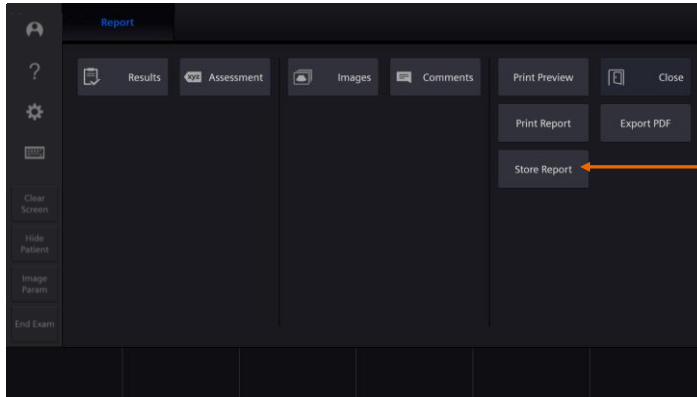 Report
Results
xyz Assessment
Images
Comments
Print Preview
Close
?
Print Report
Export PDF
Store Report
Clear
Screen
Hide
Patient
Image
Param
End Exam